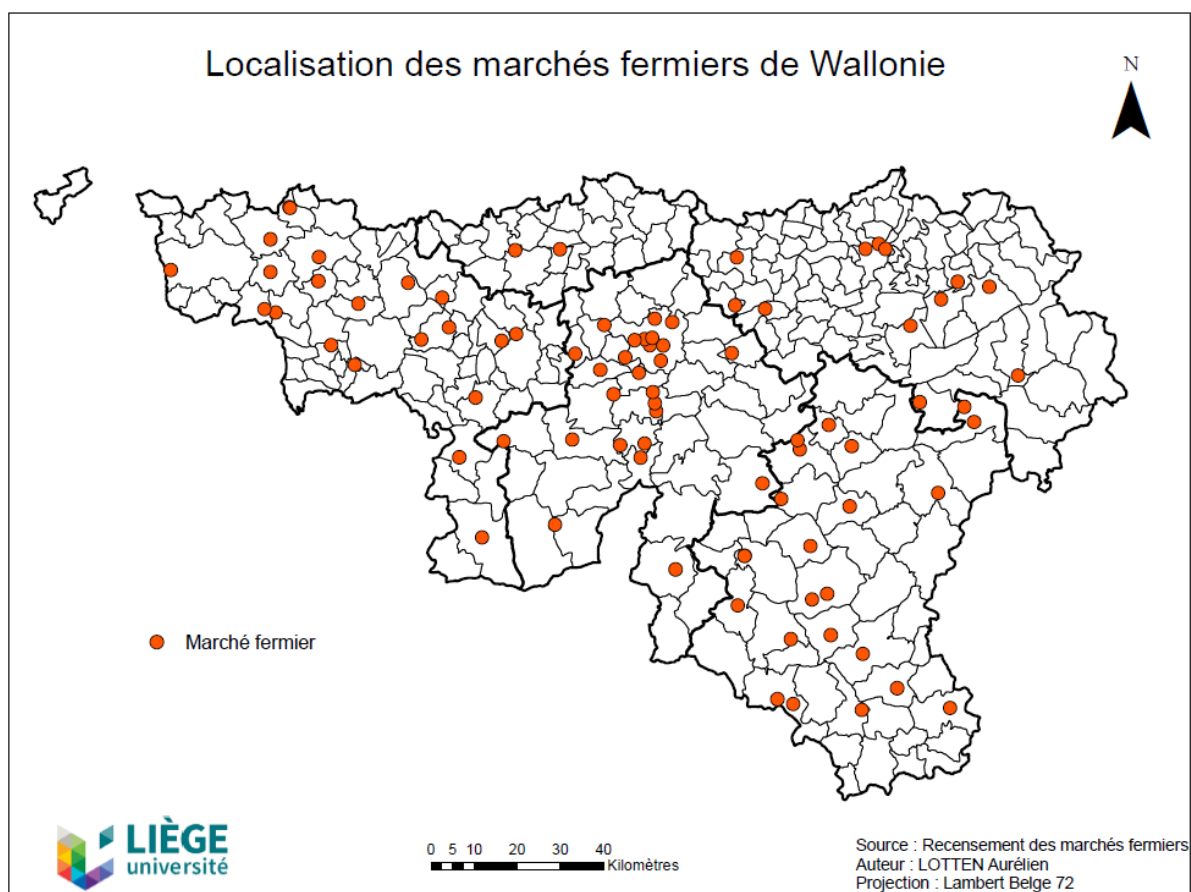 Localisation des marchés fermiers de Wallonie
N
Marché fermier
LIÈGE
université
0 5 10 20 30 40
Kilomètres
Source : Recensement des marchés fermiers
Auteur : LOTTEN Aurélien
Projection : Lambert Belge 72